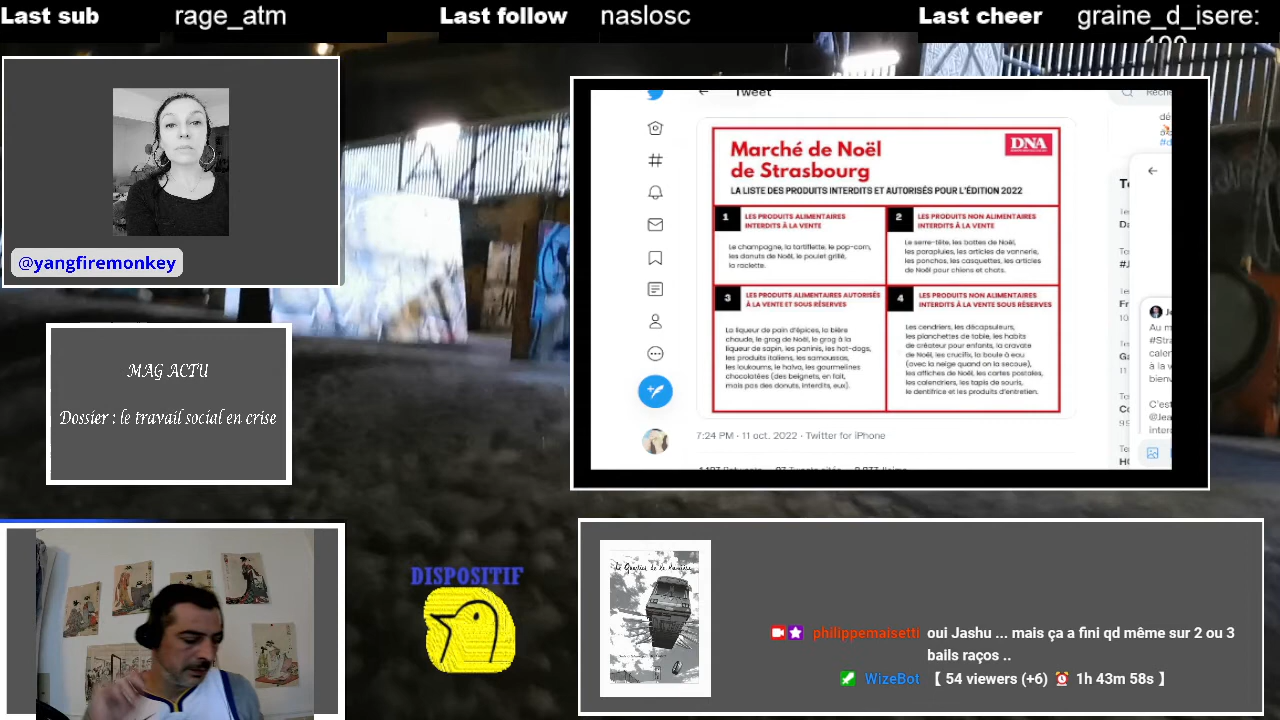 Last sub
rage_atm
Last follow
naslosc
Last cheer
graine_d_isere:
@yangfiremonkey
MAG ACTU
Dossier : le travail social en crise
Tweet
DNA
Marché de Noël
de Strasbourg
LA LISTE DES PRODUITS INTERDITS ET AUTORISÉS POUR L'ÉDITION 2022
1
LES PRODUITS ALIMENTAIRES
INTERDITS À LA VENTE
Le champagne, la tartiflette, le pop-corn,
les donuts de Noël, le poulet grillé,
la raclette.
2
LES PRODUITS NON ALIMENTAIRES
INTERDITS À LA VENTE
Le serre-tête, les bottes de Noël,
les parapluies, les articles de vannerie,
les ponchos, les casquettes, les articles
de Noël pour chiens et chats.
3
LES PRODUITS ALIMENTAIRES AUTORISÉS
À LA VENTE ET SOUS RÉSERVES
La liqueur de pain d'épices, la bière
chaude, le grog de Noël, le grog à la
liqueur de sapin, les paninis, les hot-dogs,
les produits italiens, les samoussas,
les loukoums, le halva, les gourmelines
chocolatées (des beignets, en fait,
mais pas des donuts, interdits, eux).
4
LES PRODUITS NON ALIMENTAIRES
INTERDITS À LA VENTE SOUS RÉSERVES
Les cendriers, les décapsuleurs,
les planchettes de table, les habits
de créateur pour enfants, la cravate
de Noël, les crucifix, la boule à eau
(avec la neige quand on la secoue),
les affiches de Noël, les cartes postales,
les calendriers, les tapis de souris,
le dentifrice et les produits d'entretien.
7:24 PM · 11 oct. 2022 · Twitter for iPhone
DISPOSITIF
philippemaisetti oui Jashu ... mais ça a fini qd même sur 2 ou 3
bails raços ..
WizeBot 【 54 viewers (+6) ⏰ 1h 43m 58s 】